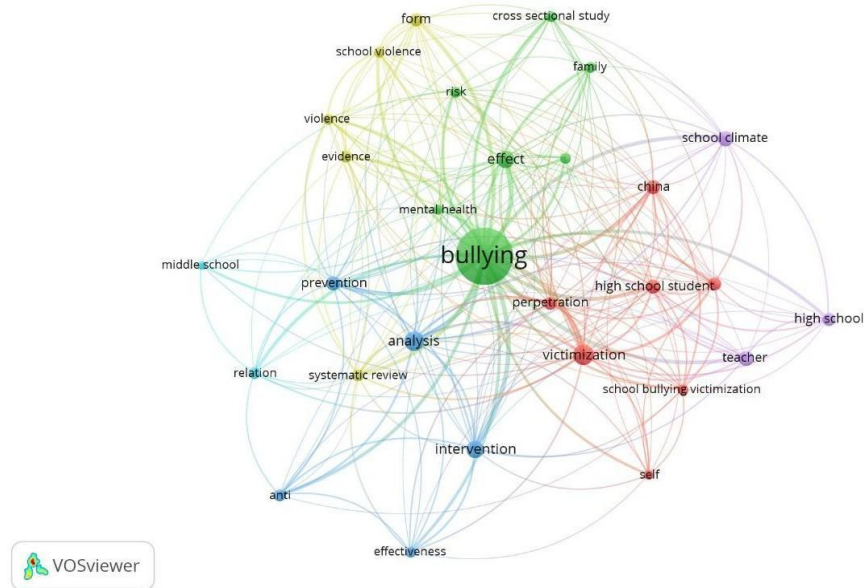 cross sectional study
form
school violence
family
risk
violence
school climate
evidence
effect
china
mental health
bullying
middle school
prevention
high school student
perpetration
high school
analysis
victimization
teacher
relation
systematic review
school bullying victimization
intervention
self
anti
effectiveness
VOSviewer